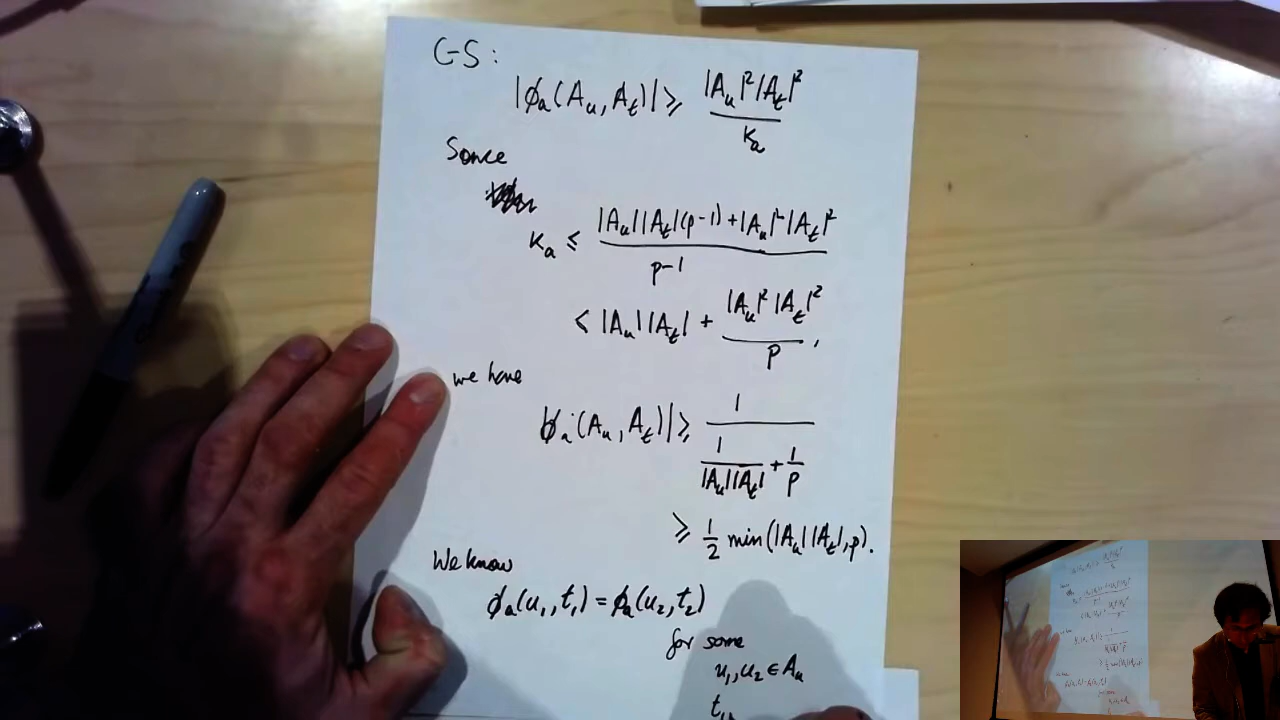 C-S:
|ϕₐ(Aᵤ, Aₜ)| ⩾ |Aᵤ|²|Aₜ|² / Kₐ
Since
Kₐ ⩽ (|Aᵤ||Aₜ|(p-1) + |Aᵤ|²|Aₜ|²) / (p-1)
< |Aᵤ||Aₜ| + |Aᵤ|²|Aₜ|² / p ,
we have
|ϕₐ(Aᵤ, Aₜ)| ⩾ 1 / (1/(|Aᵤ||Aₜ|) + 1/p)
⩾ 1/2 min(|Aᵤ||Aₜ|, p).
We know
ϕₐ(u₁, t₁) = ϕₐ(u₂, t₂)
for some
u₁, u₂ ∈ Aᵤ
t₁,